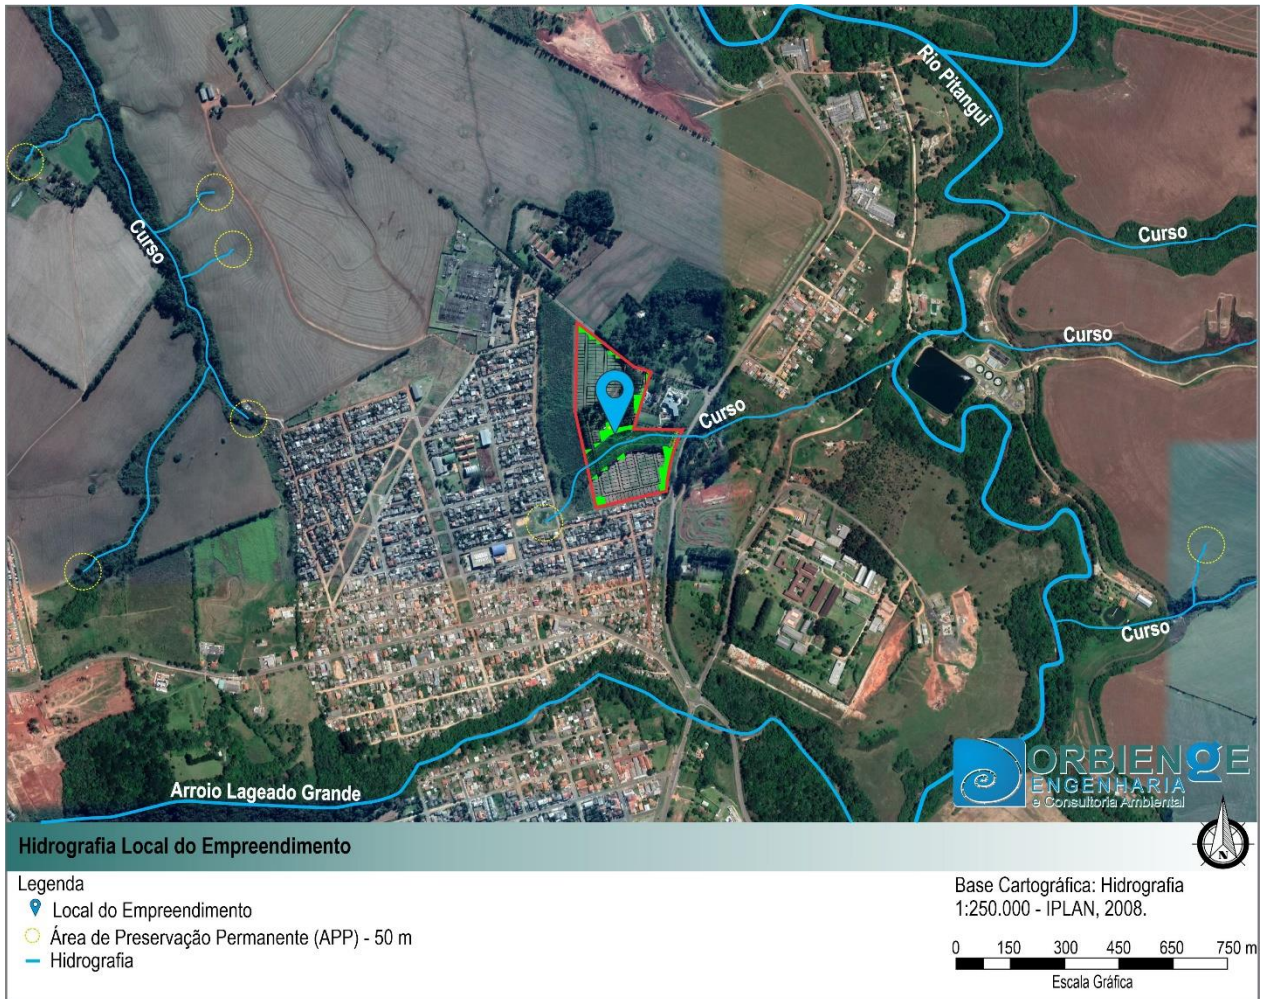 Rio Pitangui
Curso
Curso
Curso
Curso
Curso
Arroio Lageado Grande
ORBIENGE
ENGENHARIA
e Consultoria Ambiental
Hidrografia Local do Empreendimento
N
Legenda
Local do Empreendimento
Área de Preservação Permanente (APP) - 50 m
Hidrografia
Base Cartográfica: Hidrografia
1:250.000 - IPLAN, 2008.
0 150 300 450 650 750 m
Escala Gráfica